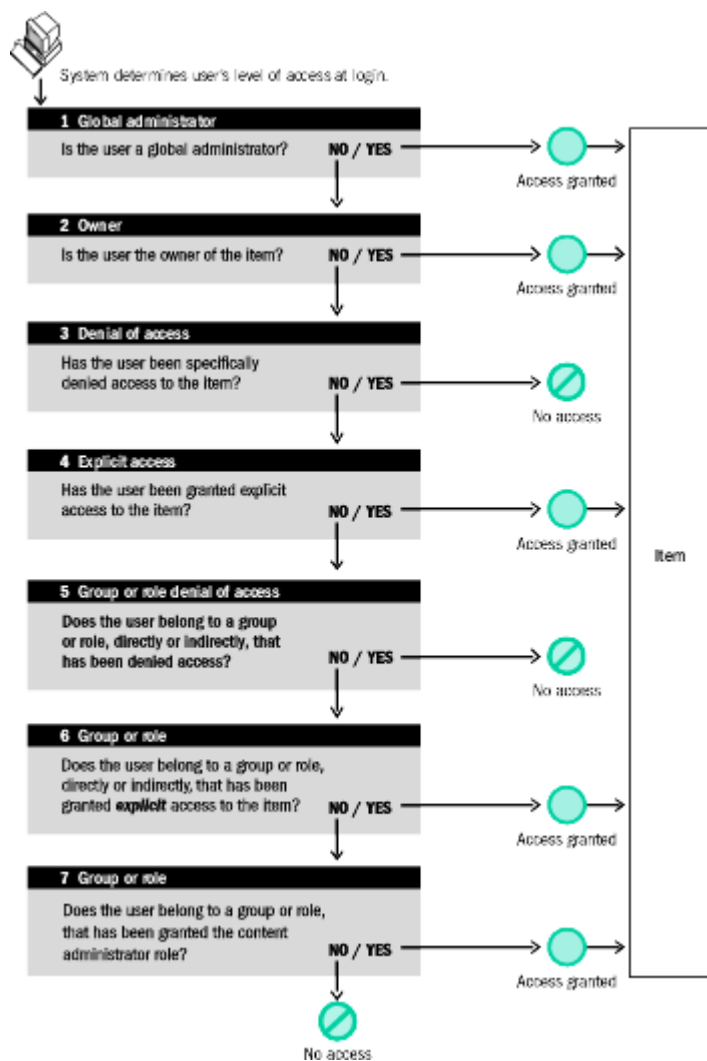 System determines user's level of access at login.
1 Global administrator
Is the user a global administrator? NO / YES
Access granted
2 Owner
Is the user the owner of the item? NO / YES
Access granted
3 Denial of access
Has the user been specifically
denied access to the item? NO / YES
No access
4 Explicit access
Has the user been granted explicit
access to the item? NO / YES
Access granted
Item
5 Group or role denial of access
Does the user belong to a group
or role, directly or indirectly, that
has been denied access? NO / YES
No access
6 Group or role
Does the user belong to a group or role,
directly or indirectly, that has been
granted explicit access to the item? NO / YES
Access granted
7 Group or role
Does the user belong to a group or role,
that has been granted the content
administrator role? NO / YES
Access granted
No access